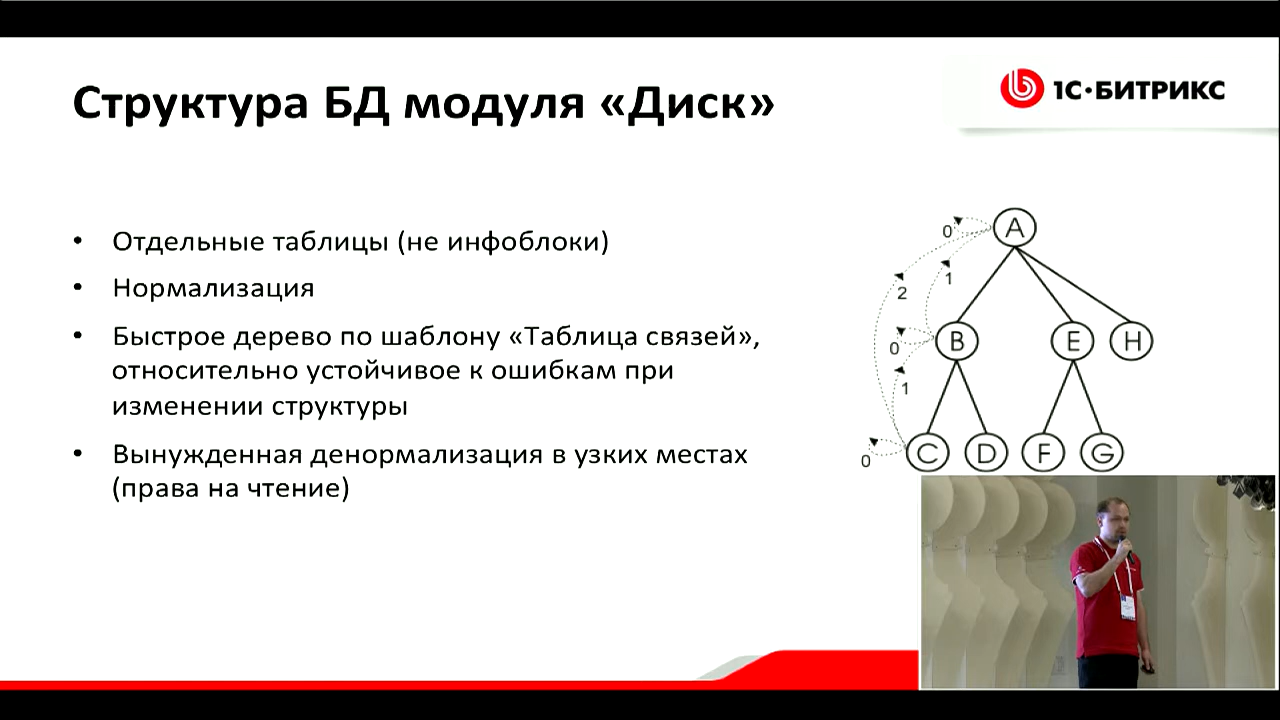 Структура БД модуля «Диск»
1С·БИТРИКС
• Отдельные таблицы (не инфоблоки)
• Нормализация
• Быстрое дерево по шаблону «Таблица связей»,
относительно устойчивое к ошибкам при
изменении структуры
• Вынужденная денормализация в узких местах
(права на чтение)
0
A
2
1
0
B
E
H
1
0
C
D
F
G